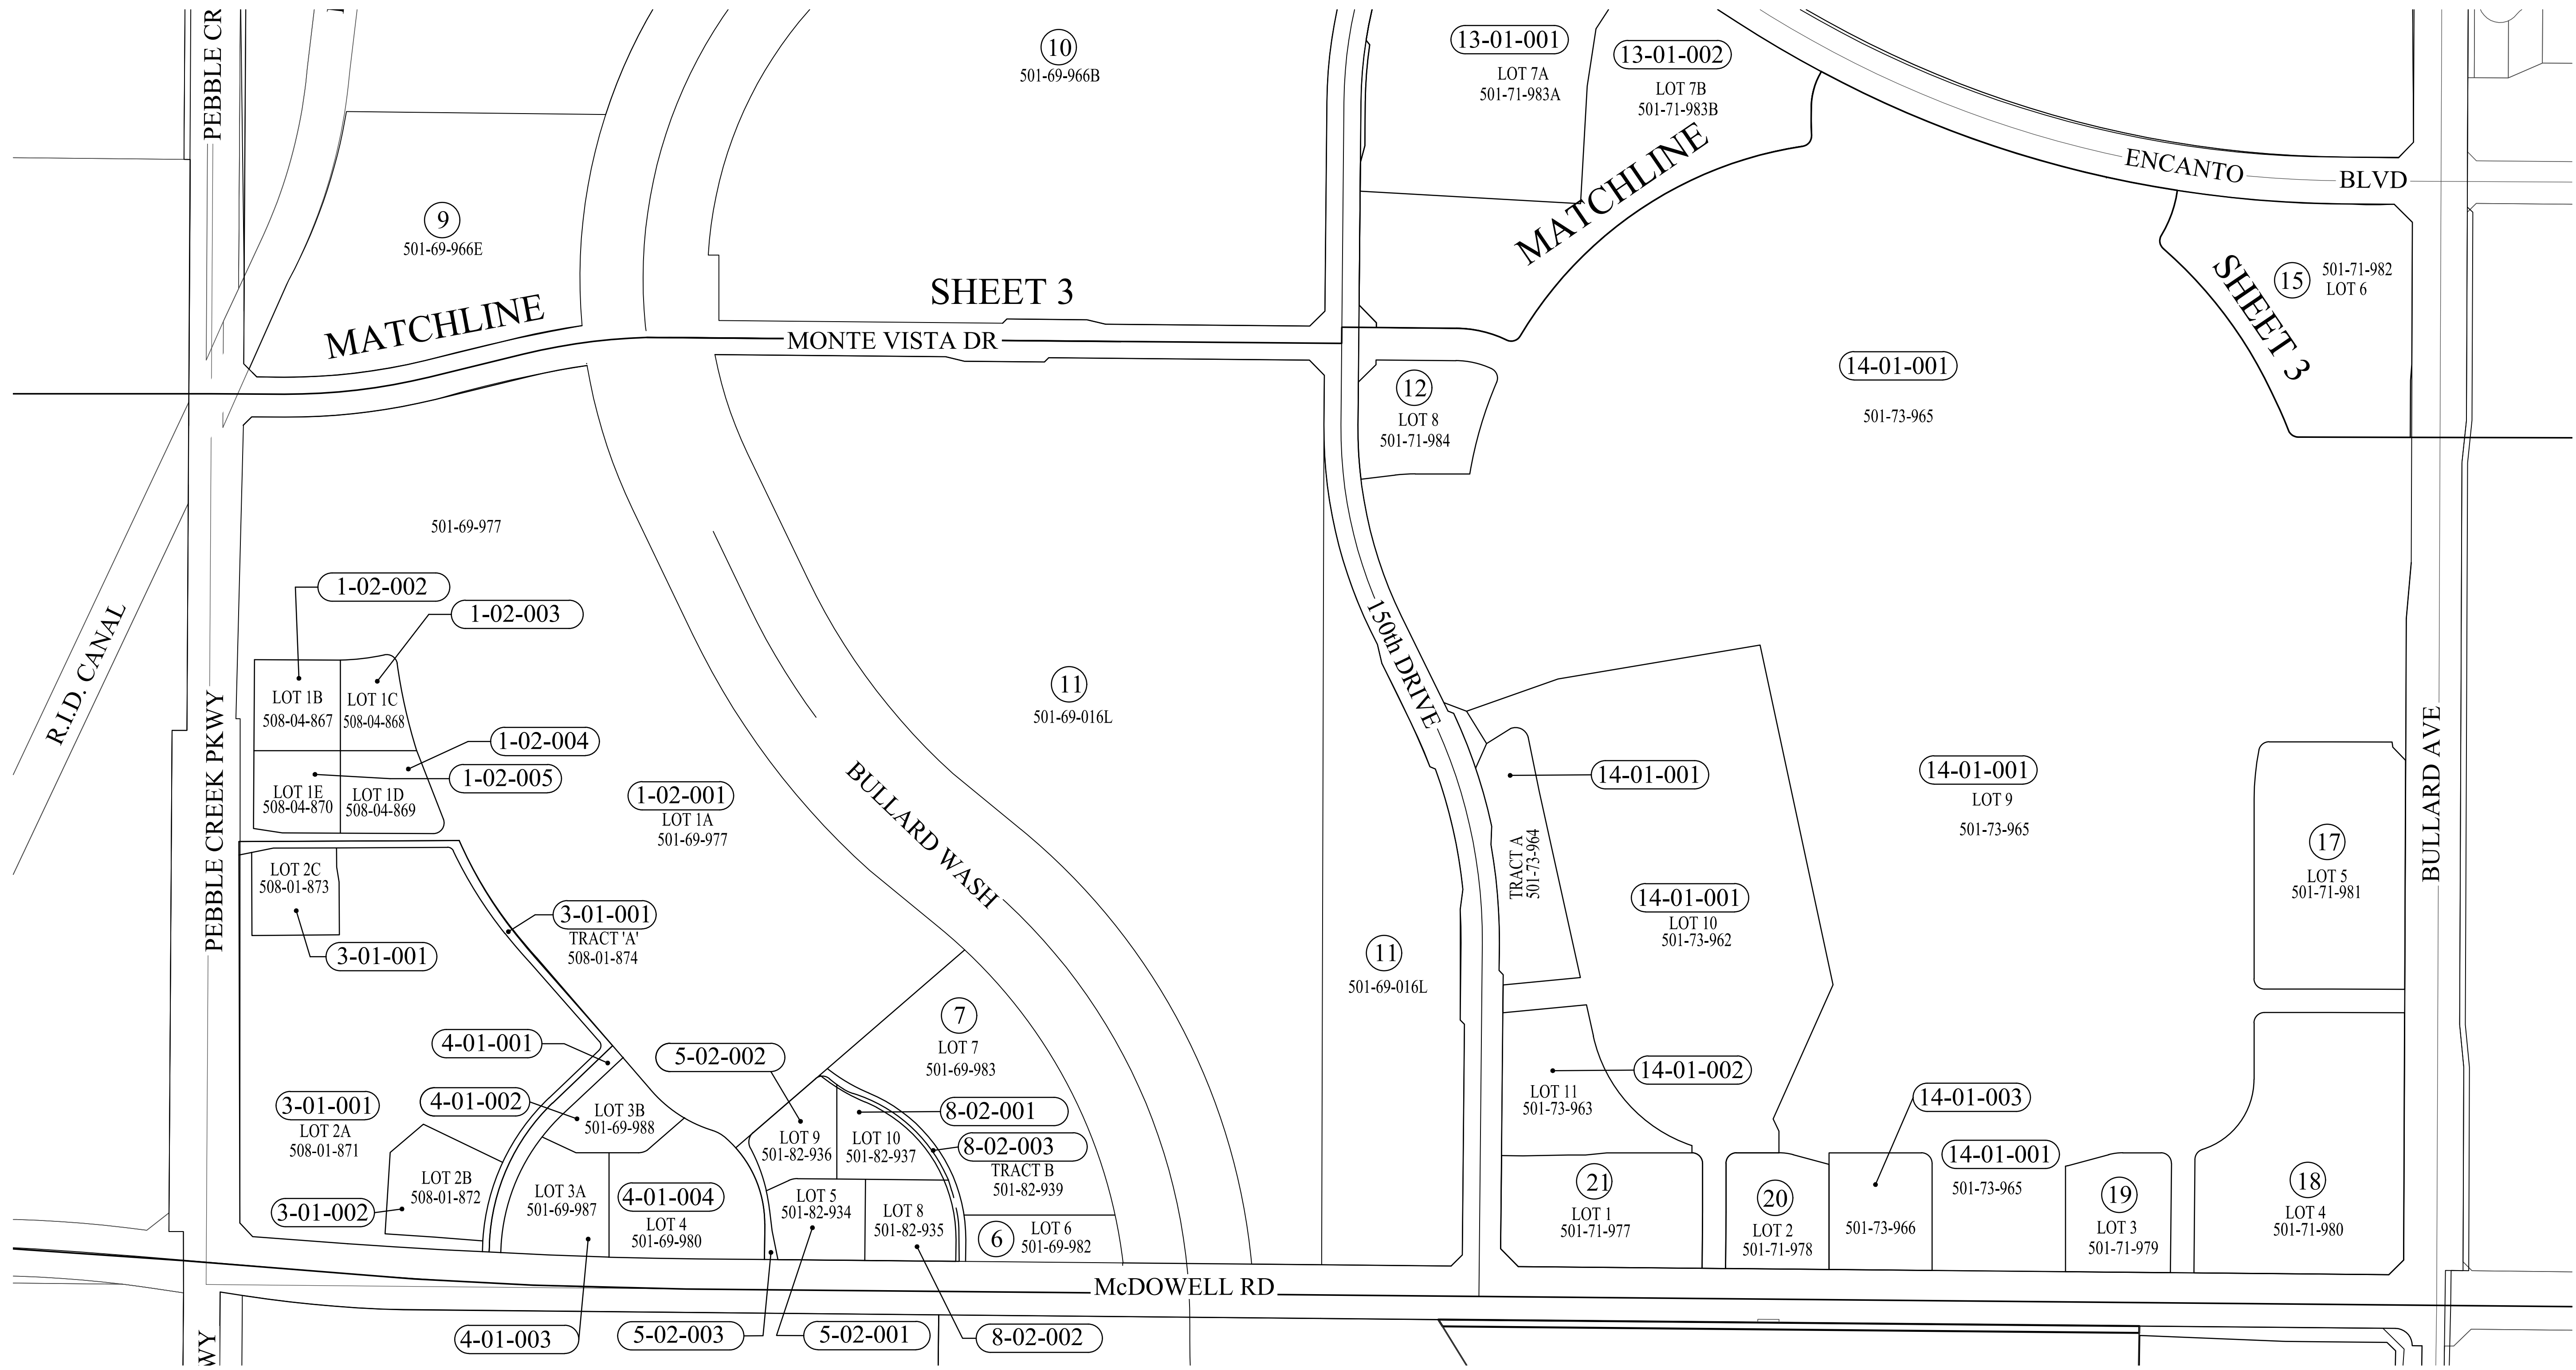 PEBBLE CR
10
501-69-966B
13-01-001
LOT 7A
501-71-983A
13-01-002
LOT 7B
501-71-983B
MATCHLINE
ENCANTO
BLVD
9
501-69-966E
MATCHLINE
SHEET 3
MONTE VISTA DR
15
501-71-982
LOT 6
SHEET 3
12
LOT 8
501-71-984
14-01-001
501-73-965
501-69-977
R.I.D. CANAL
PEBBLE CREEK PKWY
1-02-002
1-02-003
LOT 1B
508-04-867
LOT 1C
508-04-868
1-02-004
1-02-005
LOT 1E
508-04-870
LOT 1D
508-04-869
1-02-001
LOT 1A
501-69-977
BULLARD WASH
11
501-69-016L
150th DRIVE
14-01-001
TRACT A
501-73-964
14-01-001
LOT 9
501-73-965
14-01-001
LOT 10
501-73-962
17
LOT 5
501-71-981
BULLARD AVE
LOT 2C
508-01-873
3-01-001
3-01-001
TRACT 'A'
508-01-874
11
501-69-016L
7
LOT 7
501-69-983
4-01-001
5-02-002
4-01-002
3-01-001
LOT 2A
508-01-871
LOT 3B
501-69-988
8-02-001
8-02-003
TRACT B
501-82-939
LOT 9
501-82-936
LOT 10
501-82-937
LOT 2B
508-01-872
3-01-002
LOT 3A
501-69-987
4-01-004
LOT 4
501-69-980
LOT 5
501-82-934
LOT 8
501-82-935
6
LOT 6
501-69-982
LOT 11
501-73-963
14-01-002
14-01-003
14-01-001
501-73-965
21
LOT 1
501-71-977
20
LOT 2
501-71-978
501-73-966
19
LOT 3
501-71-979
18
LOT 4
501-71-980
McDOWELL RD
4-01-003
5-02-003
5-02-001
8-02-002
WY